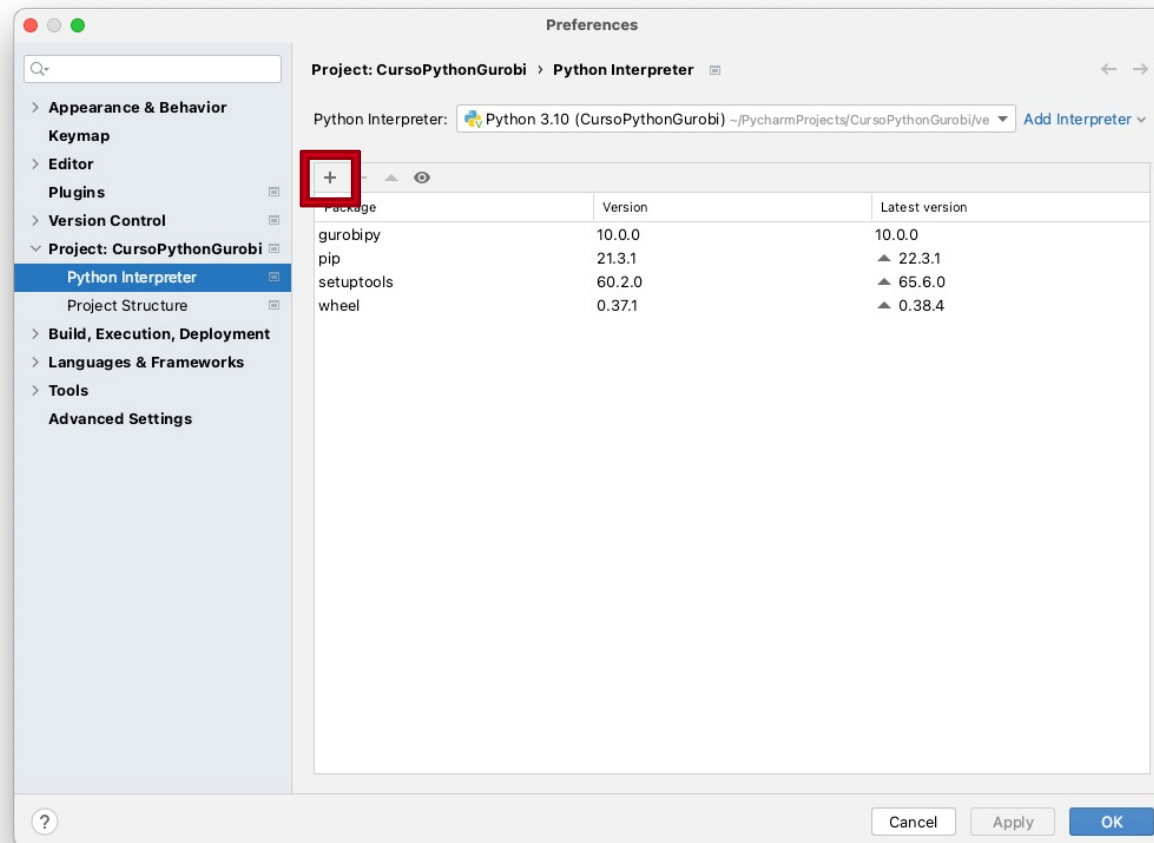 Preferences
Project: CursoPythonGurobi › Python Interpreter
Appearance & Behavior
Keymap
Editor
Plugins
Version Control
Project: CursoPythonGurobi
Python Interpreter
Project Structure
Build, Execution, Deployment
Languages & Frameworks
Tools
Advanced Settings
Python Interpreter: Python 3.10 (CursoPythonGurobi) ~/PycharmProjects/CursoPythonGurobi/ve Add Interpreter
Package Version Latest version
gurobipy 10.0.0 10.0.0
pip 21.3.1 22.3.1
setuptools 60.2.0 65.6.0
wheel 0.37.1 0.38.4
? Cancel Apply OK